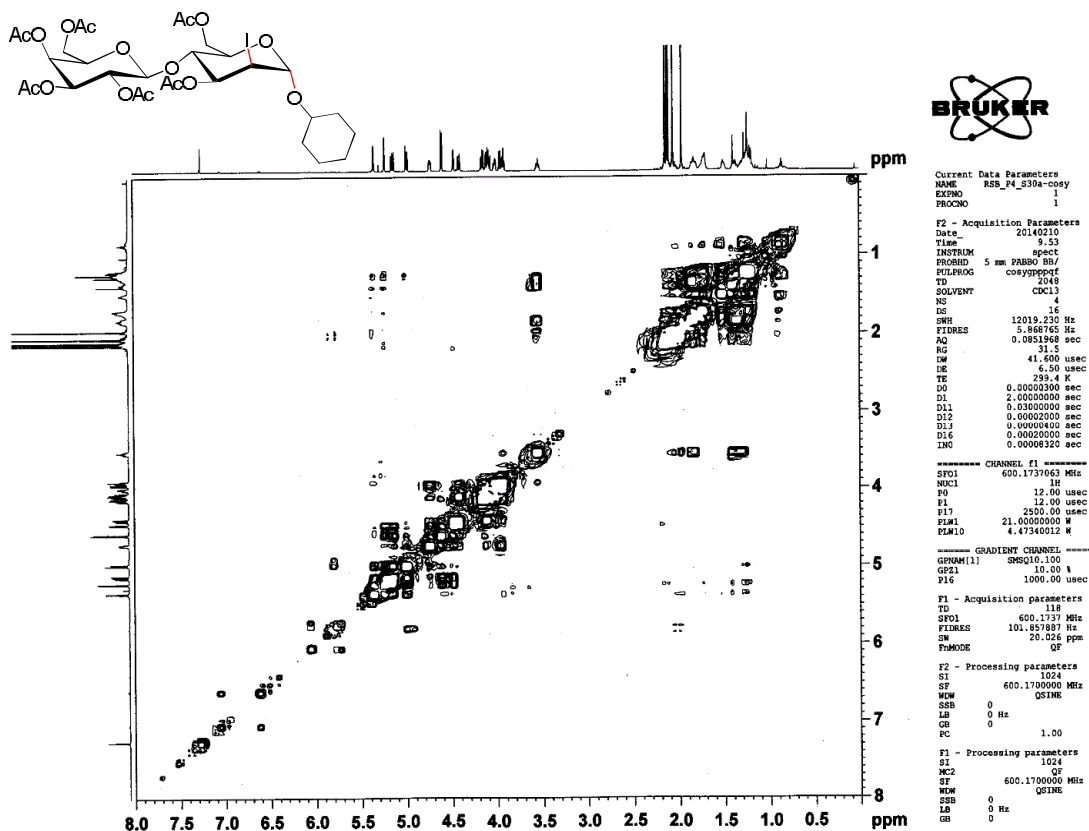 AcO
OAc
AcO
O
AcO
I
O
AcO
OAc
O
AcO
O
BRUKER
ppm
1
2
3
4
5
6
7
8
8.0 7.5 7.0 6.5 6.0 5.5 5.0 4.5 4.0 3.5 3.0 2.5 2.0 1.5 1.0 0.5 ppm
Current Data Parameters
NAME RSB_P4_S30a-cosy
EXPNO 1
PROCNO 1
F2 - Acquisition Parameters
Date_ 20140210
Time 9.53
INSTRUM spect
PROBHD 5 mm PABBO BB/
PULPROG cosygpppqf
TD 2048
SOLVENT CDCl3
NS 4
DS 16
SWH 12019.230 Hz
FIDRES 5.868765 Hz
AQ 0.0851968 sec
RG 31.5
DW 41.600 usec
DE 6.50 usec
TE 299.4 K
D0 0.00000300 sec
D1 2.00000000 sec
D11 0.03000000 sec
D12 0.00002000 sec
D13 0.00000400 sec
D16 0.00020000 sec
IN0 0.00008320 sec
======== CHANNEL f1 ========
SFO1 600.1737063 MHz
NUC1 1H
P0 12.00 usec
P1 12.00 usec
P17 2500.00 usec
PLW1 21.00000000 W
PLW10 4.47340012 W
====== GRADIENT CHANNEL =====
GPNAM[1] SMSQ10.100
GPZ1 10.00 %
P16 1000.00 usec
F1 - Acquisition parameters
TD 118
SFO1 600.1737 MHz
FIDRES 101.857887 Hz
SW 20.026 ppm
FnMODE QF
F2 - Processing parameters
SI 1024
SF 600.1700000 MHz
WDW QSINE
SSB 0
LB 0 Hz
GB 0
PC 1.00
F1 - Processing parameters
SI 1024
MC2 QF
SF 600.1700000 MHz
WDW QSINE
SSB 0
LB 0 Hz
GB 0